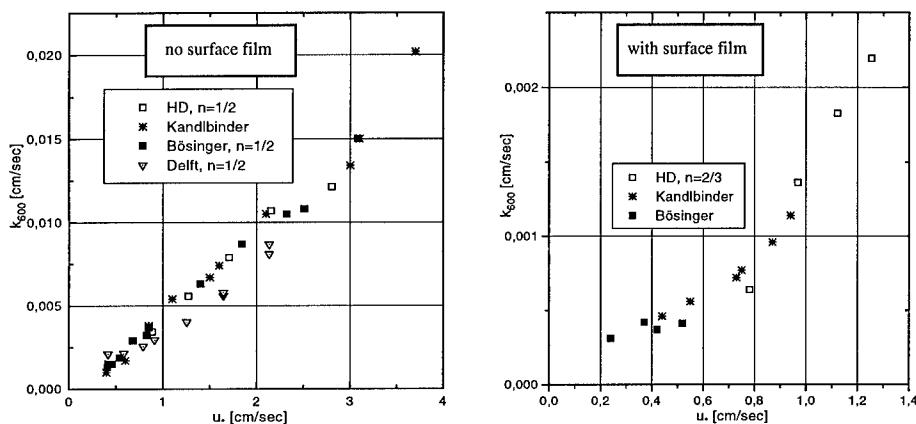 no surface film
HD, n=1/2
Kandlbinder
Bösinger, n=1/2
Delft, n=1/2
0,020
0,015
0,010
0,005
0,000
k600 [cm/sec]
0
1
2
3
4
u* [cm/sec]
with surface film
HD, n=2/3
Kandlbinder
Bösinger
0,002
0,001
0,000
k600 [cm/sec]
0,0
0,2
0,4
0,6
0,8
1,0
1,2
1,4
u* [cm/sec]